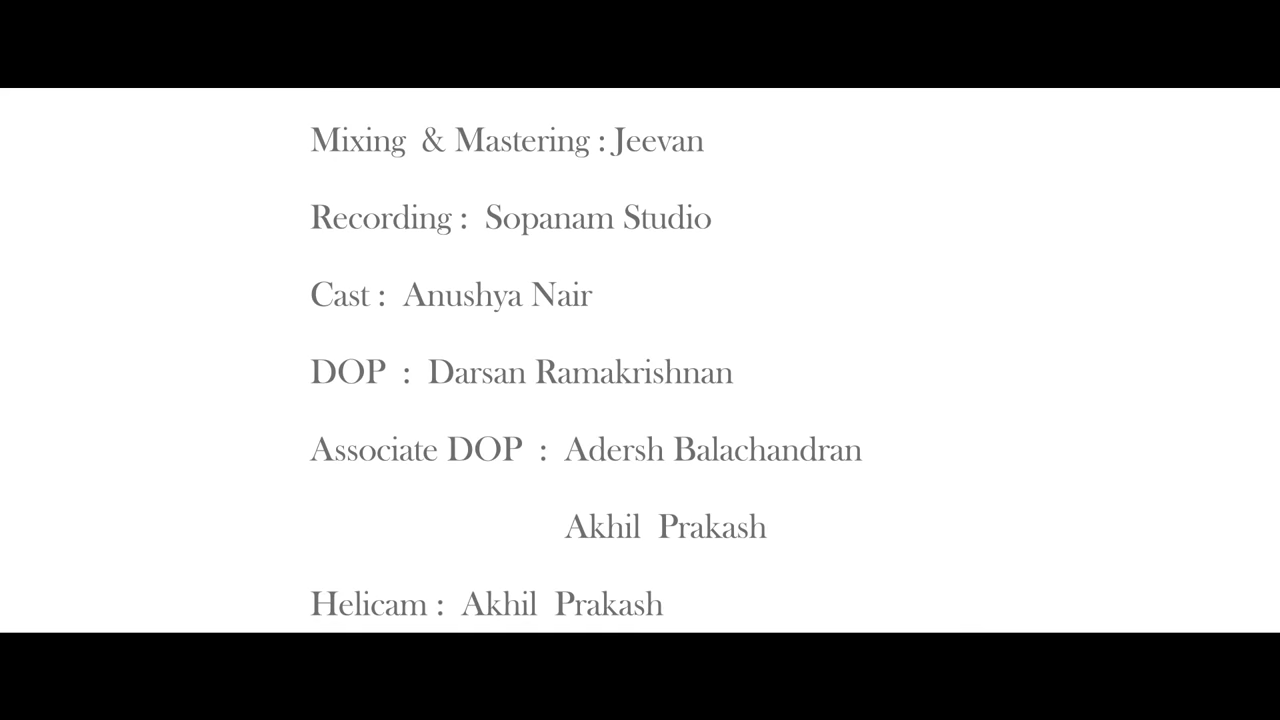 Mixing & Mastering : Jeevan
Recording : Sopanam Studio
Cast : Anushya Nair
DOP : Darsan Ramakrishnan
Associate DOP : Adersh Balachandran
Akhil Prakash
Helicam : Akhil Prakash